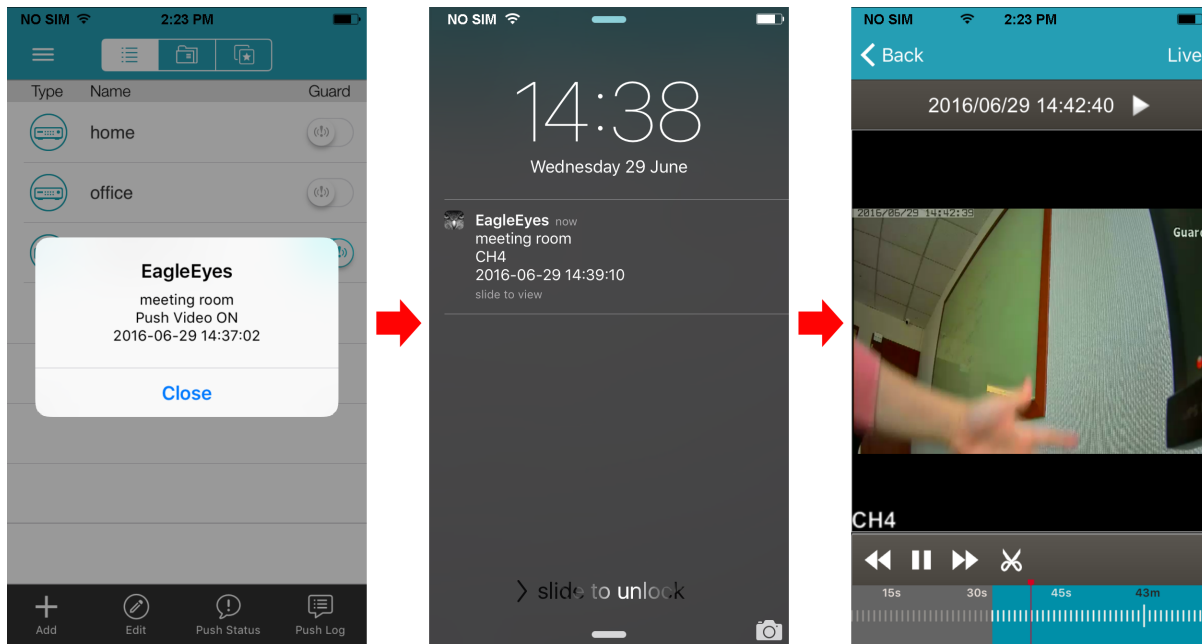 NO SIM 2:23 PM
Type Name Guard
home
office
EagleEyes
meeting room
Push Video ON
2016-06-29 14:37:02
Close
Add Edit Push Status Push Log
NO SIM
14:38
Wednesday 29 June
EagleEyes now
meeting room
CH4
2016-06-29 14:39:10
slide to view
slide to unlock
NO SIM 2:23 PM
Back Live
2016/06/29 14:42:40
2016/06/29 14:42:39
Guar
CH4
15s 30s 45s 43m